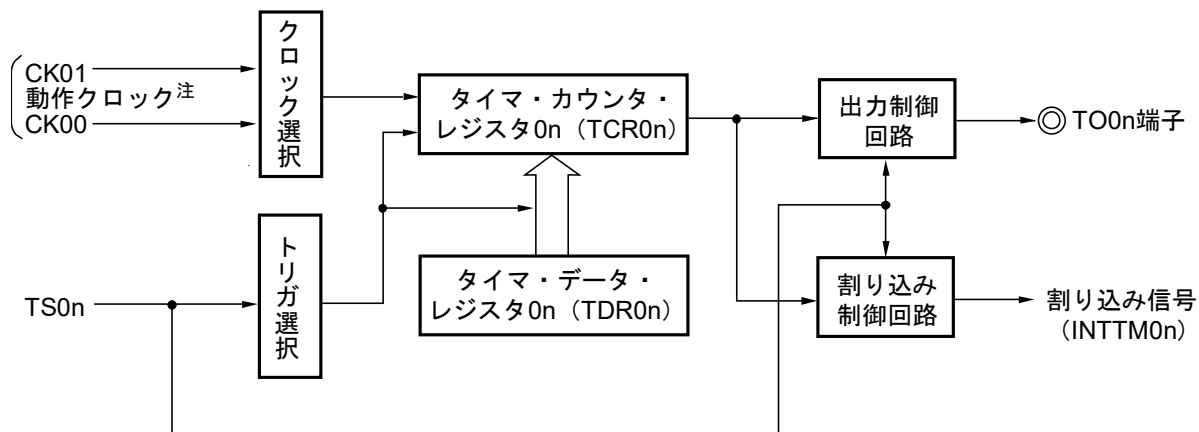 CK01
動作クロック注
CK00
クロック選択
タイマ・カウンタ・
レジスタ0n（TCR0n）
出力制御
回路
TO0n端子
TS0n
トリガ選択
タイマ・データ・
レジスタ0n（TDR0n）
割り込み
制御回路
割り込み信号
（INTTM0n）